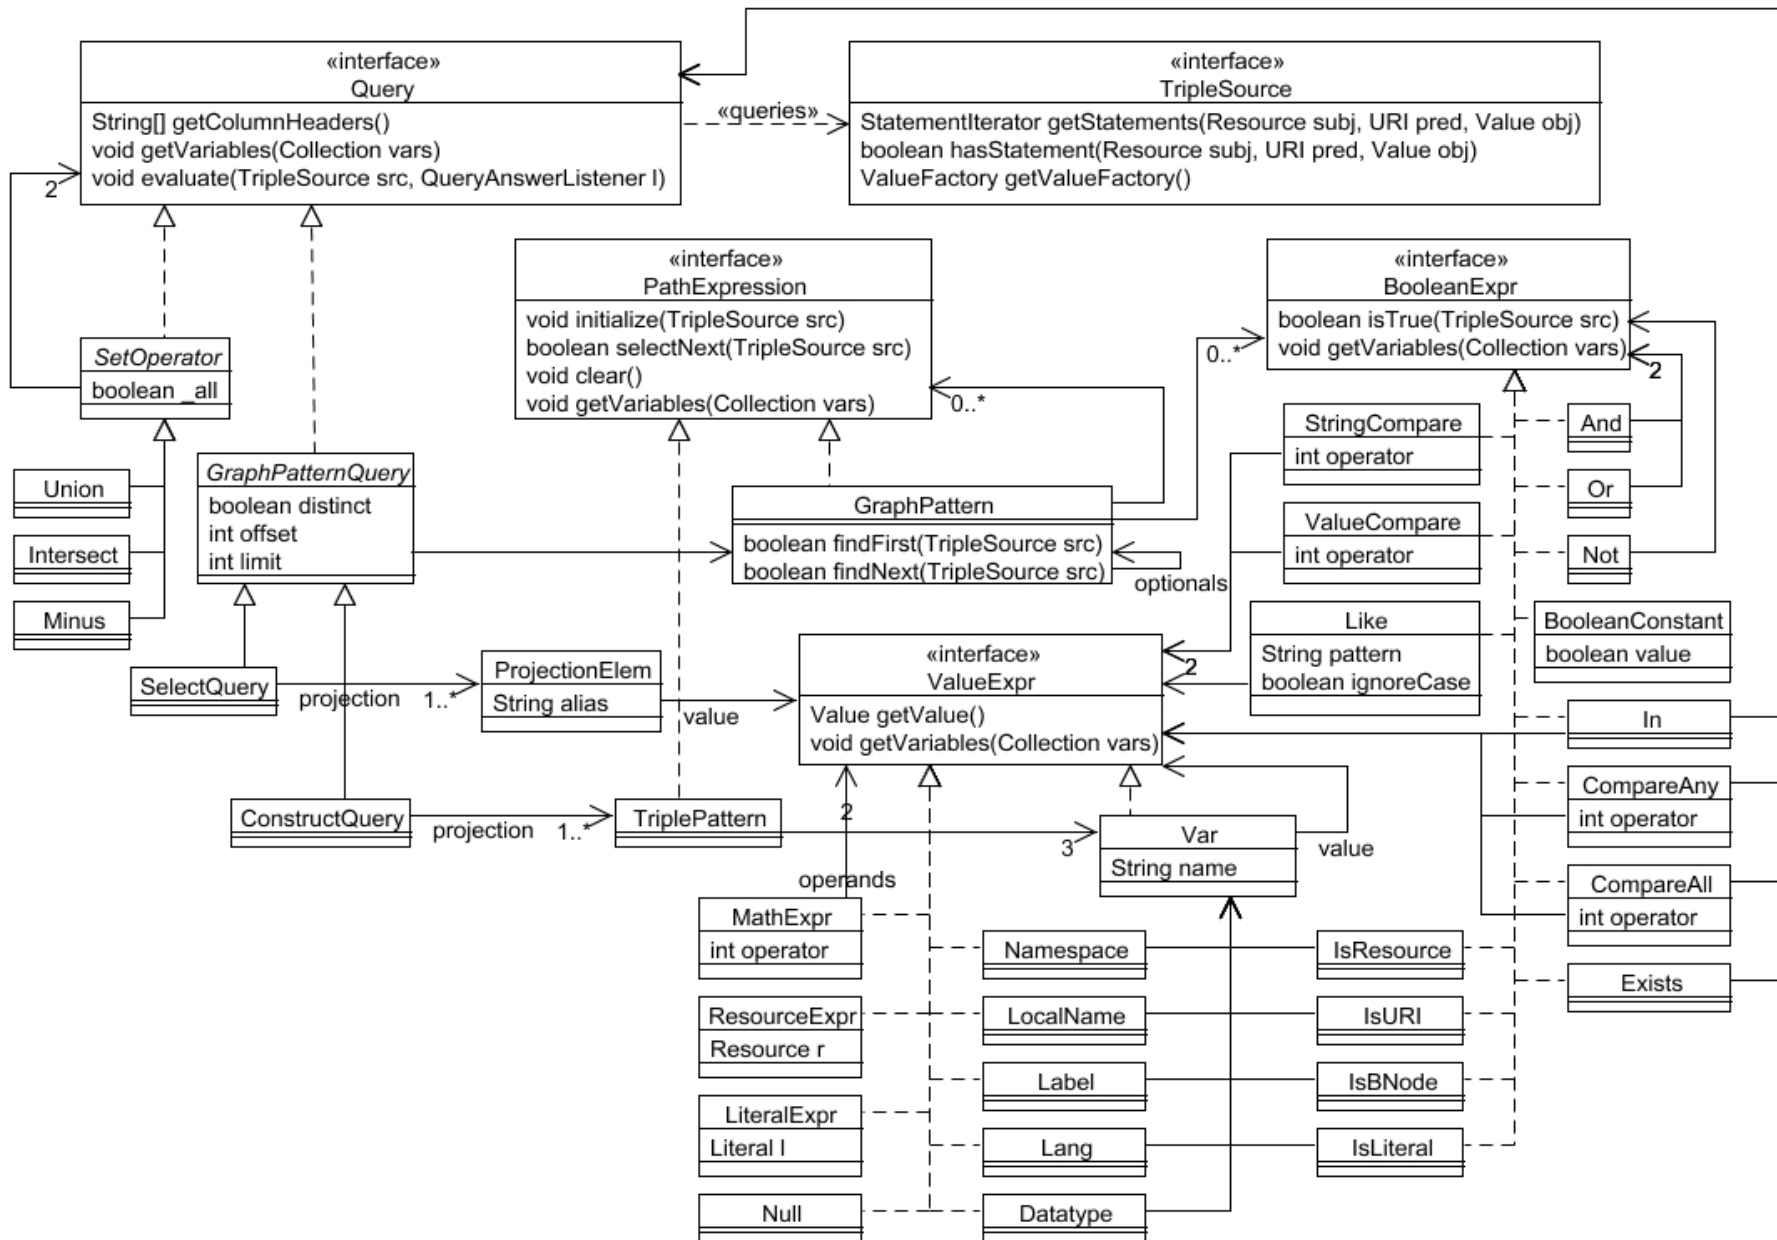 «interface»
Query
String[] getColumnHeaders()
void getVariables(Collection vars)
void evaluate(TripleSource src, QueryAnswerListener l)
«queries»
«interface»
TripleSource
StatementIterator getStatements(Resource subj, URI pred, Value obj)
boolean hasStatement(Resource subj, URI pred, Value obj)
ValueFactory getValueFactory()
2
«interface»
PathExpression
void initialize(TripleSource src)
boolean selectNext(TripleSource src)
void clear()
void getVariables(Collection vars)
0..*
«interface»
BooleanExpr
boolean isTrue(TripleSource src)
void getVariables(Collection vars)
0..*
2
SetOperator
boolean _all
Union
Intersect
Minus
GraphPatternQuery
boolean distinct
int offset
int limit
GraphPattern
boolean findFirst(TripleSource src)
boolean findNext(TripleSource src)
optionals
StringCompare
int operator
ValueCompare
int operator
And
Or
Not
Like
String pattern
boolean ignoreCase
BooleanConstant
boolean value
SelectQuery
projection
1..*
ProjectionElem
String alias
value
«interface»
ValueExpr
Value getValue()
void getVariables(Collection vars)
2
In
CompareAny
int operator
CompareAll
int operator
Exists
ConstructQuery
projection
1..*
TriplePattern
3
Var
String name
value
2
operands
MathExpr
int operator
ResourceExpr
Resource r
LiteralExpr
Literal l
Null
Namespace
LocalName
Label
Lang
Datatype
IsResource
IsURI
IsBNode
IsLiteral